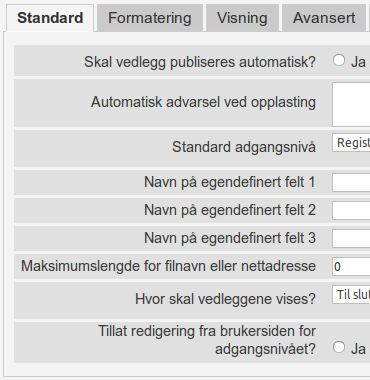 Standard Formatering Visning Avansert
Skal vedlegg publiseres automatisk? Ja
Automatisk advarsel ved opplasting
Standard adgangsnivå Regist
Navn på egendefinert felt 1
Navn på egendefinert felt 2
Navn på egendefinert felt 3
Maksimumslengde for filnavn eller nettadresse 0
Hvor skal vedleggene vises? Til slut
Tillat redigering fra brukersiden for
adgangsnivået? Ja